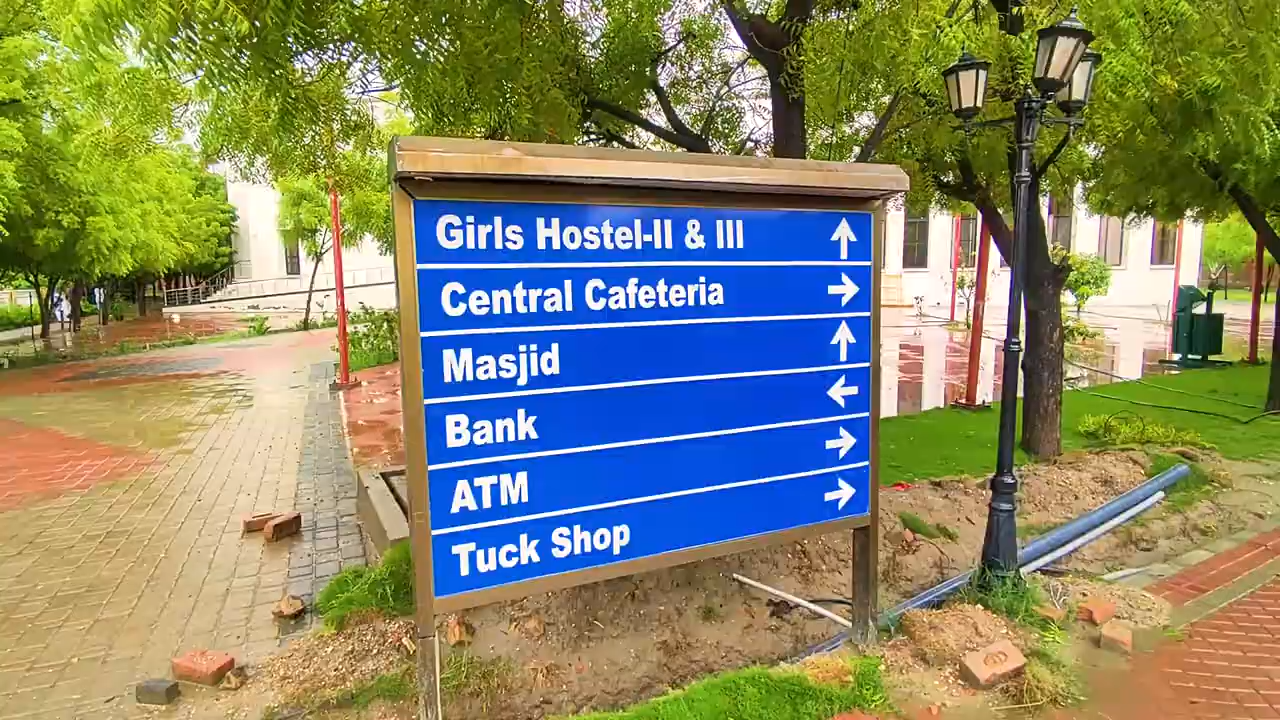 Girls Hostel-II & III ↑
Central Cafeteria →
Masjid ↑
Bank ←
ATM →
Tuck Shop →